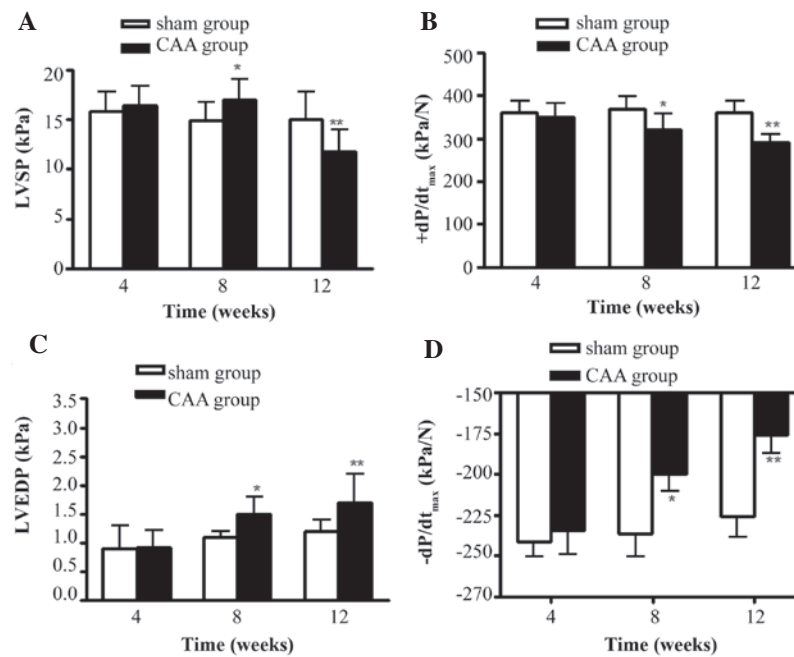 A
sham group
CAA group
20
15
10
5
0
LVSP (kPa)
*
**
4
8
12
Time (weeks)
B
sham group
CAA group
500
400
300
200
100
0
+dP/dtmax (kPa/N)
*
**
4
8
12
Time (weeks)
C
sham group
CAA group
3.5
3.0
2.5
2.0
1.5
1.0
0.5
0.0
LVEDP (kPa)
*
**
4
8
12
Time (weeks)
D
sham group
CAA group
-150
-175
-200
-225
-250
-270
-dP/dtmax (kPa/N)
*
**
4
8
12
Time (weeks)